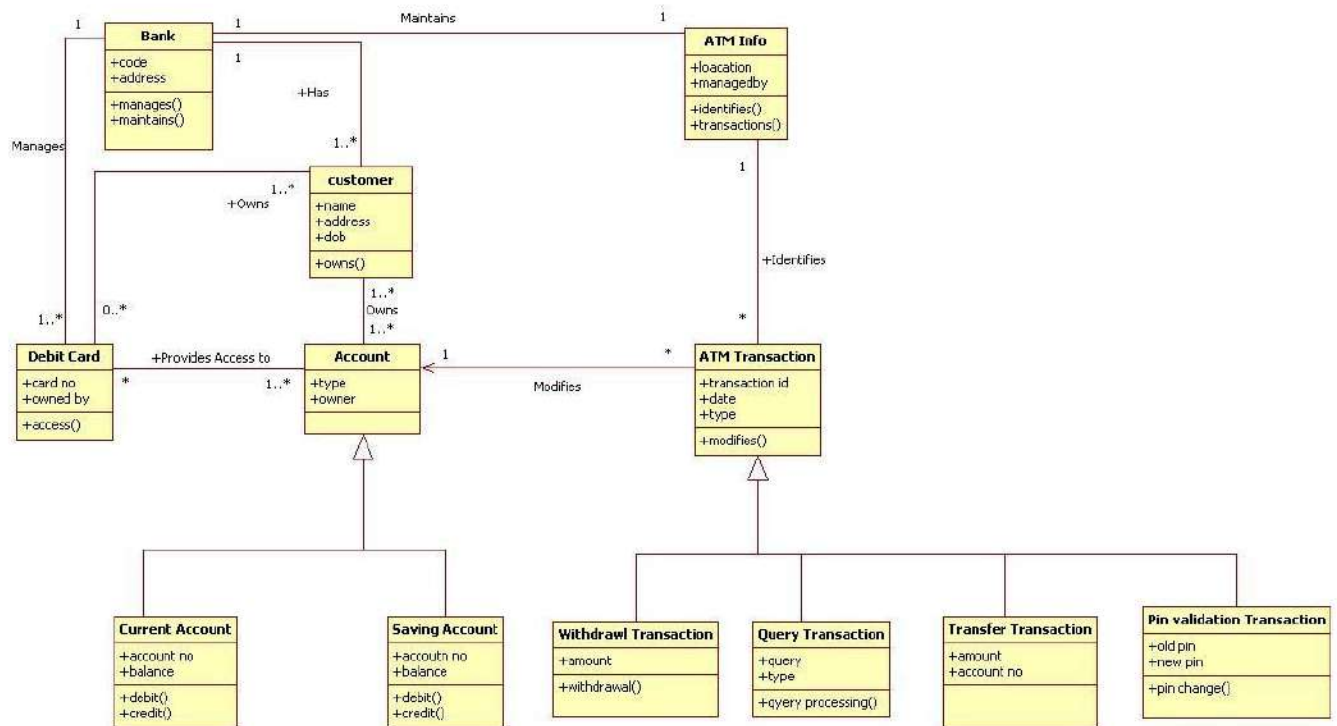 1
Maintains
1
Bank
+code
+address
+manages()
+maintains()
1
1
ATM Info
+loacation
+managedby
+identifies()
+transactions()
+Has
Manages
1..*
1
customer
+name
+address
+dob
+owns()
1..*
+Owns
+Identifies
1..*
0..*
1..*
Owns
1..*
*
Debit Card
+card no
+owned by
+access()
+Provides Access to
*
1..*
Account
+type
+owner
1
*
Modifies
ATM Transaction
+transaction id
+date
+type
+modifies()
Current Account
+account no
+balance
+debit()
+credit()
Saving Account
+accoutn no
+balance
+debit()
+credit()
Withdrawl Transaction
+amount
+withdrawal()
Query Transaction
+query
+type
+qyery processing()
Transfer Transaction
+amount
+account no
Pin validation Transaction
+old pin
+new pin
+pin change()